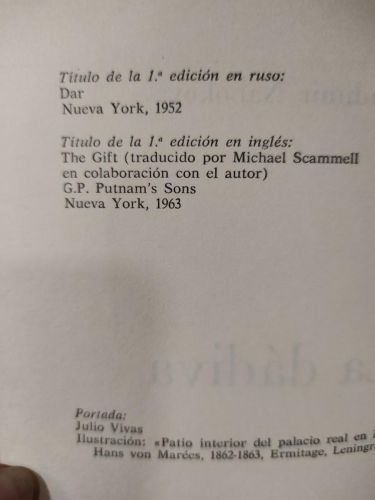 Título de la 1.ª edición en ruso:
Dar
Nueva York, 1952
Título de la 1.ª edición en inglés:
The Gift (traducido por Michael Scammell
en colaboración con el autor)
G.P. Putnam's Sons
Nueva York, 1963
Portada:
Julio Vivas
Ilustración: «Patio interior del palacio real en
Hans von Marées, 1862-1863, Ermitage, Leningr